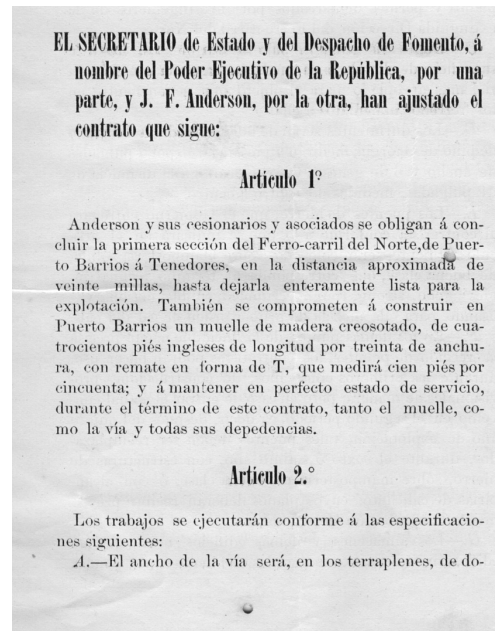 EL SECRETARIO de Estado y del Despacho de Fomento, á
nombre del Poder Ejecutivo de la República, por una
parte, y J. F. Anderson, por la otra, han ajustado el
contrato que sigue:
Artículo 1º
Anderson y sus cesionarios y asociados se obligan á con-
cluir la primera sección del Ferro-carril del Norte,de Puer-
to Barrios á Tenedores, en la distancia aproximada de
veinte millas, hasta dejarla enteramente lista para la
explotación. También se comprometen á construir en
Puerto Barrios un muelle de madera creosotado, de cua-
trocientos piés ingleses de longitud por treinta de anchu-
ra, con remate en forma de T, que medirá cien piés por
cincuenta; y á mantener en perfecto estado de servicio,
durante el término de este contrato, tanto el muelle, co-
mo la vía y todas sus depedencias.
Artículo 2.º
Los trabajos se ejecutarán conforme á las especificacio-
nes siguientes:
A.—El ancho de la vía será, en los terraplenes, de do-